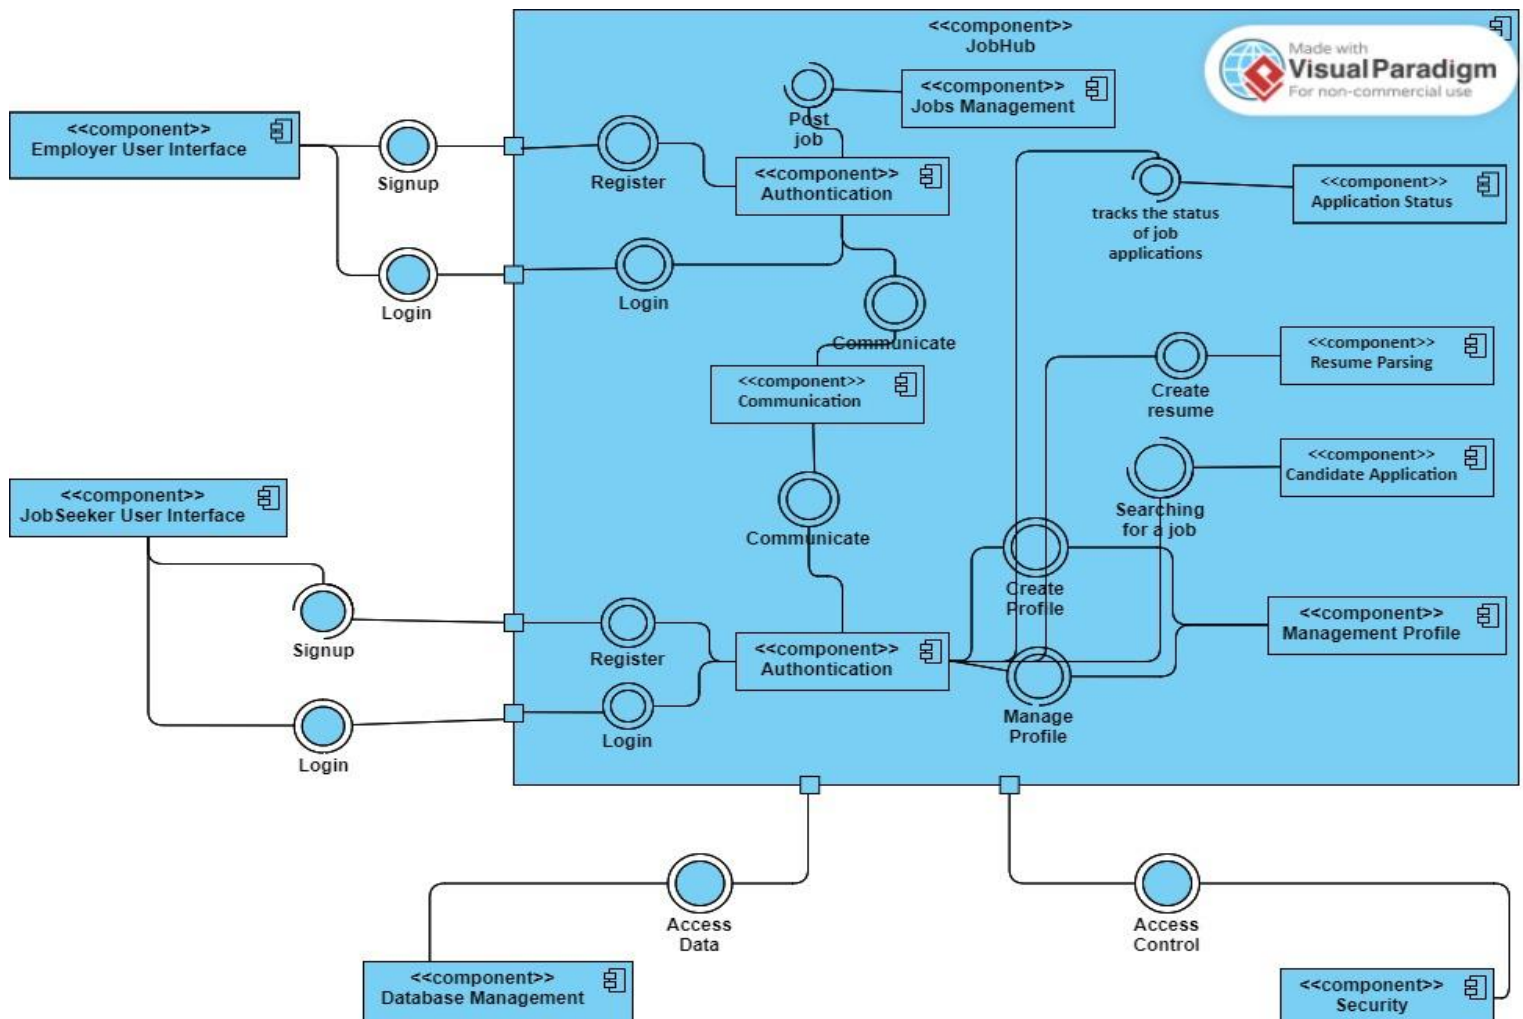 <<component>>
JobHub
Made with
Visual Paradigm
For non-commercial use
<<component>>
Jobs Management
Post
job
<<component>>
Employer User Interface
Signup
Register
<<component>>
Authontication
<<component>>
Application Status
tracks the status
of job
applications
Login
Login
Communicate
<<component>>
Resume Parsing
Create
resume
<<component>>
Communication
<<component>>
Candidate Application
Searching
for a job
<<component>>
JobSeeker User Interface
Communicate
Create
Profile
<<component>>
Management Profile
Signup
Register
<<component>>
Authontication
Manage
Profile
Login
Login
Access
Data
Access
Control
<<component>>
Database Management
<<component>>
Security